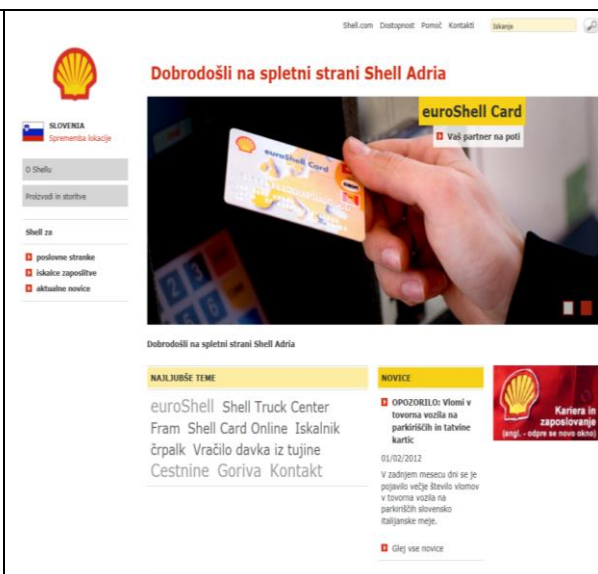 Shell.com Dostopnost Pomoč Kontakti Iskanje
Dobrodošli na spletni strani Shell Adria
SLOVENIA
Sprememba lokacije
O Shellu
Proizvodi in storitve
Shell za
poslovne stranke
iskalce zaposlitve
aktualne novice
euroShell Card
Vaš partner na poti
euroShell Card
Dobrodošli na spletni strani Shell Adria
NAJLJUBŠE TEME
euroShell Shell Truck Center
Fram Shell Card Online Iskalnik
črpalk Vračilo davka iz tujine
Cestnine Goriva Kontakt
NOVICE
OPOZORILO: Vlomi v
tovorna vozila na
parkiriščih in tatvine
kartic
01/02/2012
V zadnjem mesecu dni se je
pojavilo večje število vlomov
v tovorna vozila na
parkiriščih slovensko
italijanske meje.
Glej vse novice
Kariera in
zaposlovanje
(angl. - odpre se novo okno)